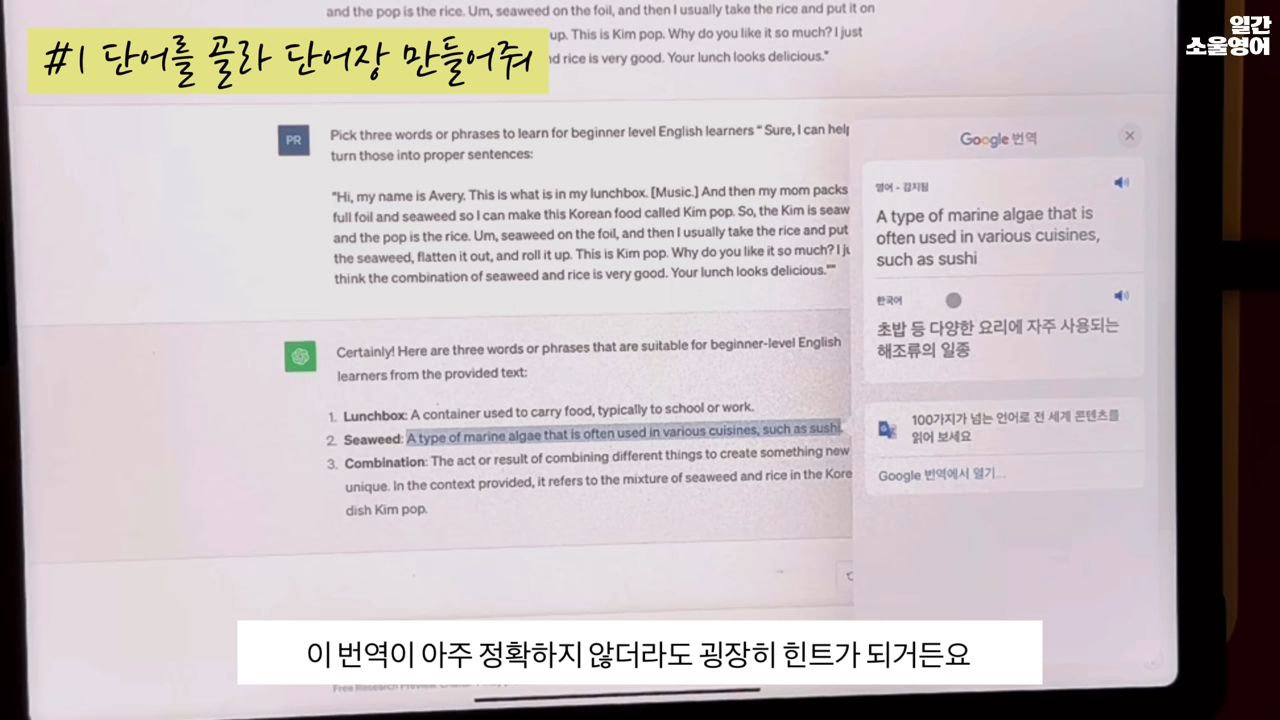 and the pop is the rice. Um, seaweed on the foil, and then I usually take the rice and put it on
up. This is Kim pop. Why do you like it so much? I just
#1 단어를 골라 단어장 만들어줘
d rice is very good. Your lunch looks delicious."
일간
소울영어
PR
Pick three words or phrases to learn for beginner level English learners " Sure, I can help
turn those into proper sentences:
"Hi, my name is Avery. This is what is in my lunchbox. [Music.] And then my mom packs
full foil and seaweed so I can make this Korean food called Kim pop. So, the Kim is seaw
and the pop is the rice. Um, seaweed on the foil, and then I usually take the rice and put
the seaweed, flatten it out, and roll it up. This is Kim pop. Why do you like it so much? I ju
think the combination of seaweed and rice is very good. Your lunch looks delicious.""
Certainly! Here are three words or phrases that are suitable for beginner-level English
learners from the provided text:
1. Lunchbox: A container used to carry food, typically to school or work.
2. Seaweed: A type of marine algae that is often used in various cuisines, such as sushi.
3. Combination: The act or result of combining different things to create something new
unique. In the context provided, it refers to the mixture of seaweed and rice in the Kore
dish Kim pop.
Google 번역
영어 - 감지됨
A type of marine algae that is
often used in various cuisines,
such as sushi
한국어
초밥 등 다양한 요리에 자주 사용되는
해조류의 일종
100가지가 넘는 언어로 전 세계 콘텐츠를
읽어 보세요
Google 번역에서 열기...
이 번역이 아주 정확하지 않더라도 굉장히 힌트가 되거든요
Free Research Preview